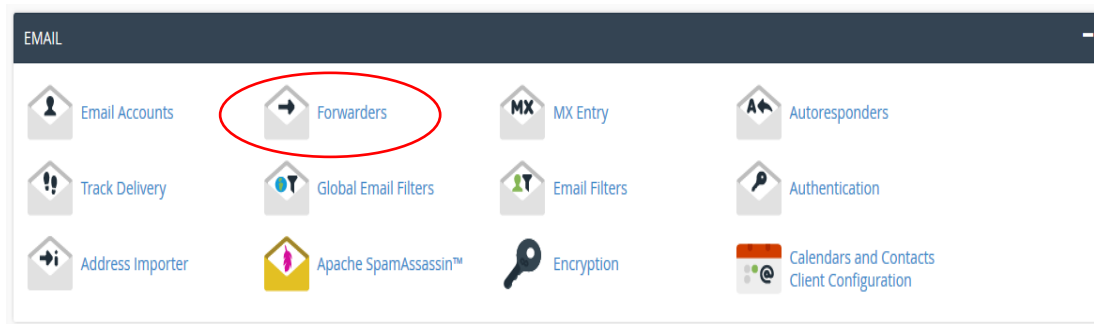 EMAIL
Email Accounts
Forwarders
MX
MX Entry
A
Autoresponders
Track Delivery
Global Email Filters
Email Filters
Authentication
i
Address Importer
Apache SpamAssassin™
Encryption
@
Calendars and Contacts
Client Configuration